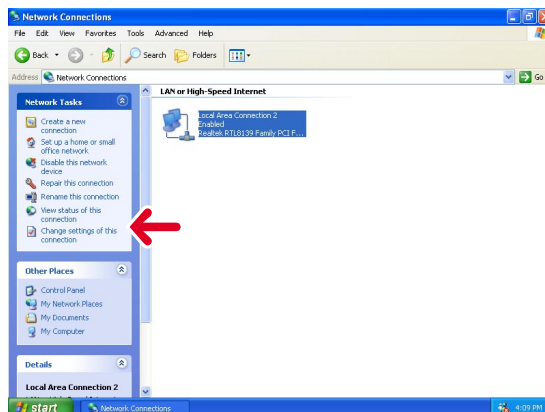 Network Connections
File Edit View Favorites Tools Advanced Help
Back Search Folders
Address Network Connections Go
Network Tasks
Create a new
connection
Set up a home or small
office network
Disable this network
device
Repair this connection
Rename this connection
View status of this
connection
Change settings of this
connection
Other Places
Control Panel
My Network Places
My Documents
My Computer
Details
Local Area Connection 2
LAN or High-Speed Internet
Local Area Connection 2
Enabled
Realtek RTL8139 Family PCI F...
start Network Connections 4:09 PM